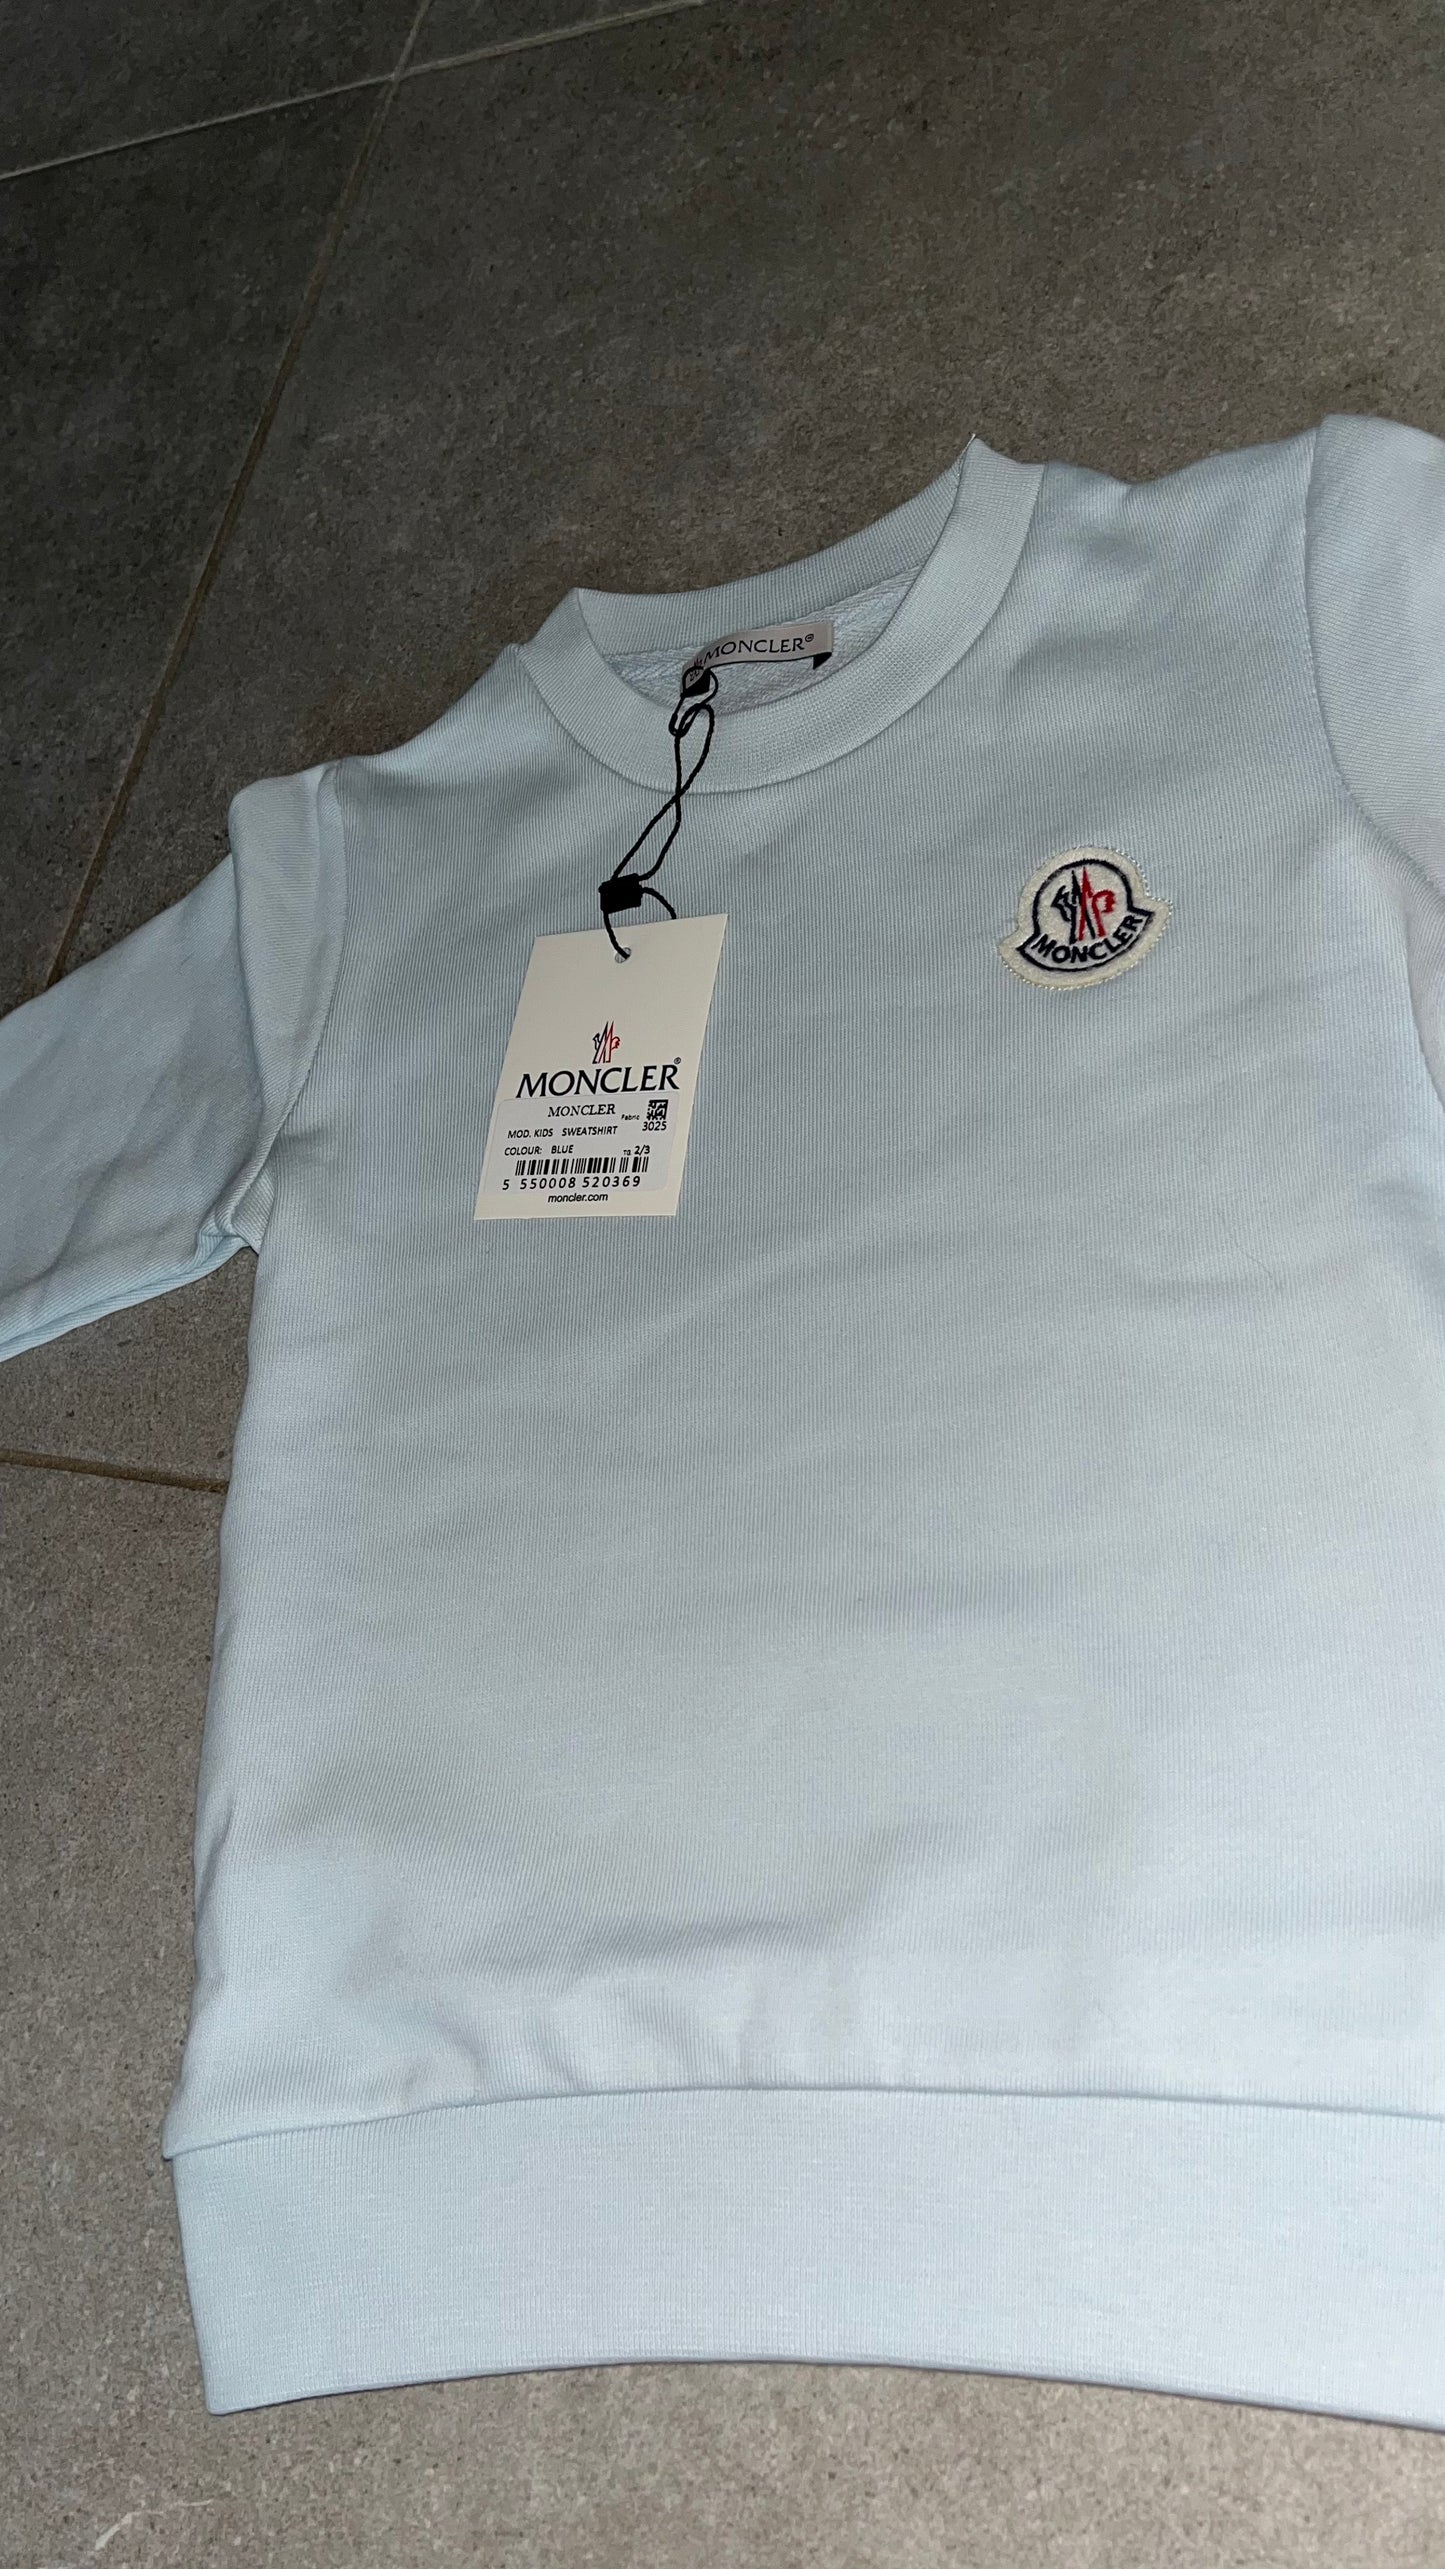 MONCLER®
MONCLER
MONCLER®
MONCLER
Fabric
MOD. KIDS SWEATSHIRT 3025
COLOUR: BLUE TG 2/3
5 550008 520369
moncler.com